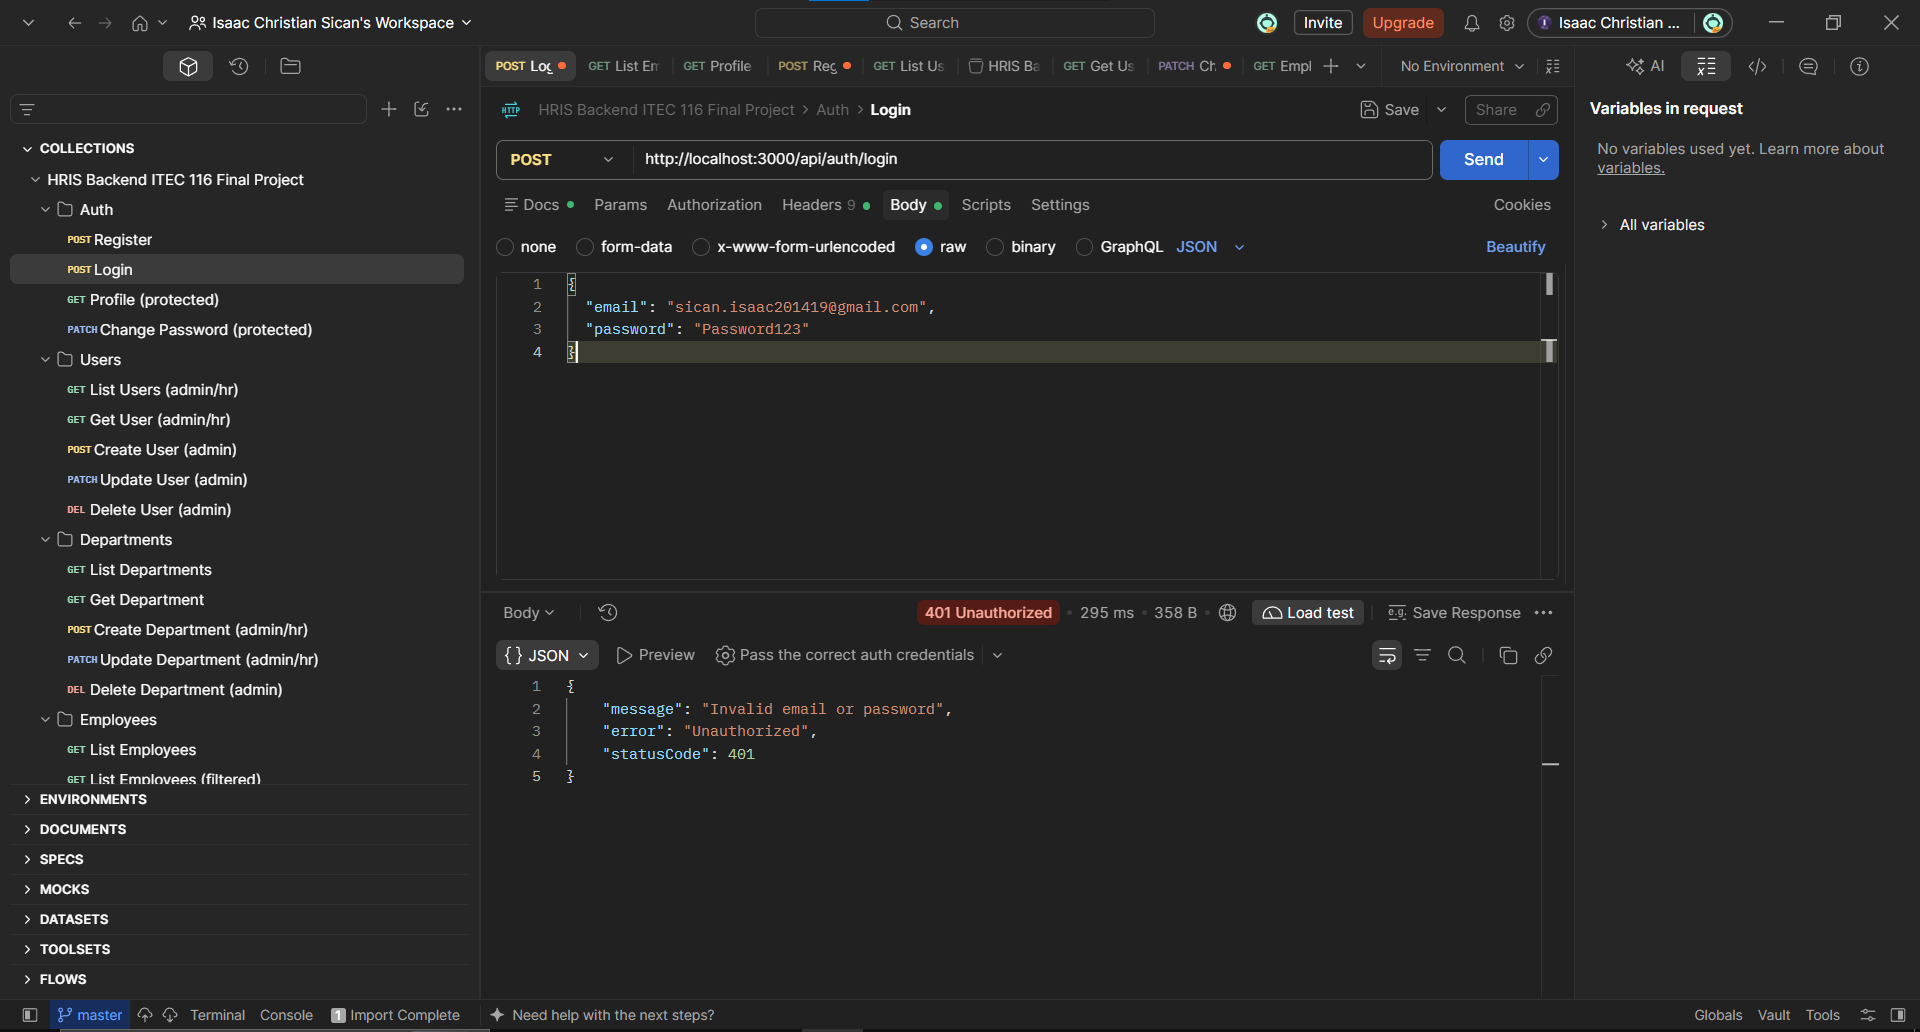 Isaac Christian Sican's Workspace
Search
Invite
Upgrade
Isaac Christian ...
COLLECTIONS
HRIS Backend ITEC 116 Final Project
Auth
POST Register
POST Login
GET Profile (protected)
PATCH Change Password (protected)
Users
GET List Users (admin/hr)
GET Get User (admin/hr)
POST Create User (admin)
PATCH Update User (admin)
DEL Delete User (admin)
Departments
GET List Departments
GET Get Department
POST Create Department (admin/hr)
PATCH Update Department (admin/hr)
DEL Delete Department (admin)
Employees
GET List Employees
GET List Employees (filtered)
ENVIRONMENTS
DOCUMENTS
SPECS
MOCKS
DATASETS
TOOLSETS
FLOWS
POST Log GET List Em GET Profile POST Reg GET List Us HRIS Ba GET Get Us PATCH Ch GET Empl No Environment
HTTP HRIS Backend ITEC 116 Final Project > Auth > Login Save Share
POST http://localhost:3000/api/auth/login Send
Docs Params Authorization Headers 9 Body Scripts Settings Cookies
none form-data x-www-form-urlencoded raw binary GraphQL JSON Beautify
1 {
2 "email": "sican.isaac201419@gmail.com",
3 "password": "Password123"
4 }
Body 401 Unauthorized • 295 ms • 358 B Load test e.g. Save Response
{} JSON Preview Pass the correct auth credentials
1 {
2 "message": "Invalid email or password",
3 "error": "Unauthorized",
4 "statusCode": 401
5 }
AI
Variables in request
No variables used yet. Learn more about
variables.
All variables
master Terminal Console 1 Import Complete Need help with the next steps? Globals Vault Tools